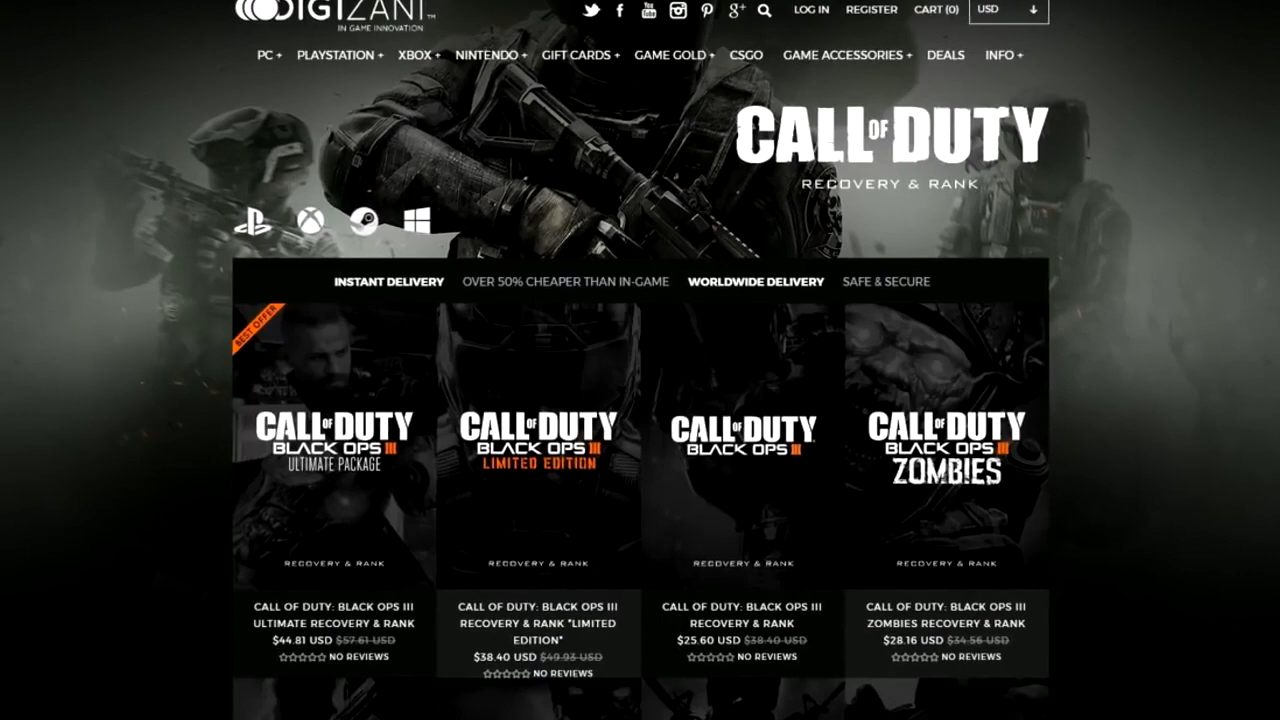 DIGIZANI™
IN GAME INNOVATION
You Tube
g+
LOG IN REGISTER CART (0) USD
PC + PLAYSTATION + XBOX + NINTENDO + GIFT CARDS + GAME GOLD + CSGO GAME ACCESSORIES + DEALS INFO +
CALL OF DUTY
RECOVERY & RANK
INSTANT DELIVERY OVER 50% CHEAPER THAN IN-GAME WORLDWIDE DELIVERY SAFE & SECURE
BEST OFFER
CALL OF DUTY
BLACK OPS III
ULTIMATE PACKAGE
RECOVERY & RANK
CALL OF DUTY: BLACK OPS III
ULTIMATE RECOVERY & RANK
$44.81 USD $57.61 USD
NO REVIEWS
CALL OF DUTY
BLACK OPS III
LIMITED EDITION
RECOVERY & RANK
CALL OF DUTY: BLACK OPS III
RECOVERY & RANK "LIMITED
EDITION"
$38.40 USD $49.93 USD
NO REVIEWS
CALL OF DUTY
BLACK OPS III
RECOVERY & RANK
CALL OF DUTY: BLACK OPS III
RECOVERY & RANK
$25.60 USD $38.40 USD
NO REVIEWS
CALL OF DUTY
BLACK OPS III
ZOMBIES
RECOVERY & RANK
CALL OF DUTY: BLACK OPS III
ZOMBIES RECOVERY & RANK
$28.16 USD $34.56 USD
NO REVIEWS